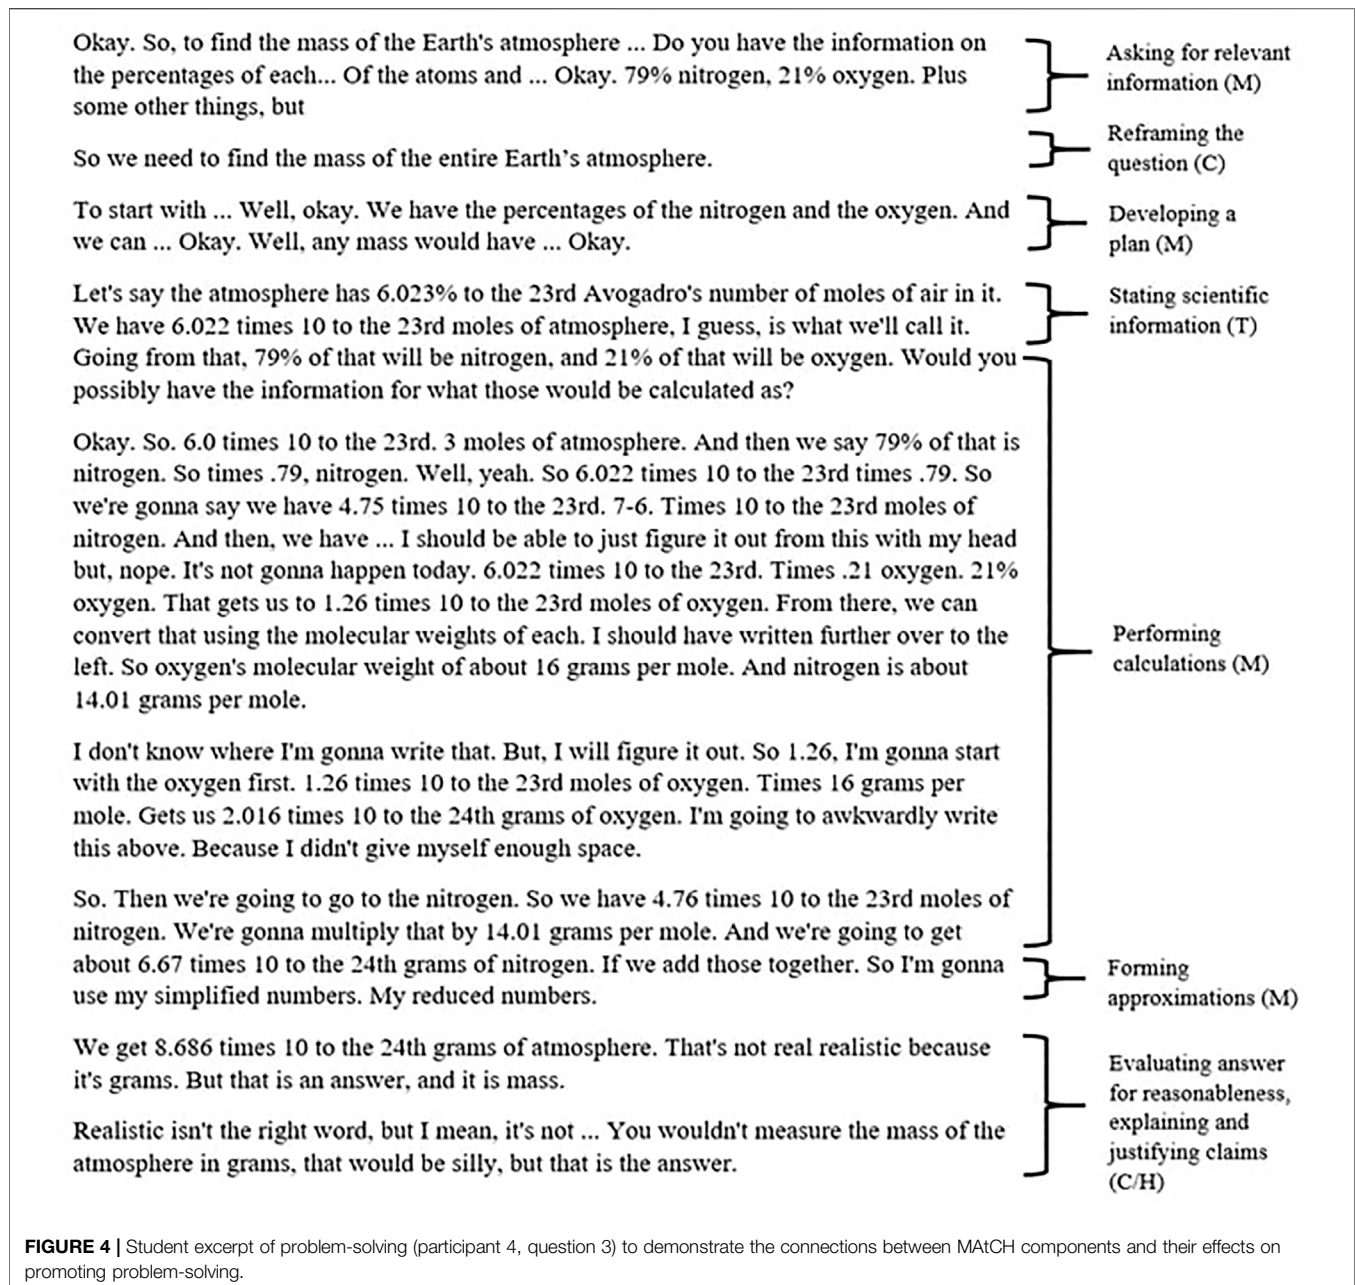 Okay. So, to find the mass of the Earth's atmosphere ... Do you have the information on
the percentages of each... Of the atoms and ... Okay. 79% nitrogen, 21% oxygen. Plus
some other things, but
Asking for relevant
information (M)
So we need to find the mass of the entire Earth's atmosphere.
Reframing the
question (C)
To start with ... Well, okay. We have the percentages of the nitrogen and the oxygen. And
we can ... Okay. Well, any mass would have ... Okay.
Developing a
plan (M)
Let's say the atmosphere has 6.023% to the 23rd Avogadro's number of moles of air in it.
We have 6.022 times 10 to the 23rd moles of atmosphere, I guess, is what we'll call it.
Stating scientific
information (T)
Going from that, 79% of that will be nitrogen, and 21% of that will be oxygen. Would you
possibly have the information for what those would be calculated as?
Okay. So. 6.0 times 10 to the 23rd. 3 moles of atmosphere. And then we say 79% of that is
nitrogen. So times .79, nitrogen. Well, yeah. So 6.022 times 10 to the 23rd times .79. So
we're gonna say we have 4.75 times 10 to the 23rd. 7-6. Times 10 to the 23rd moles of
nitrogen. And then, we have ... I should be able to just figure it out from this with my head
but, nope. It's not gonna happen today. 6.022 times 10 to the 23rd. Times .21 oxygen. 21%
oxygen. That gets us to 1.26 times 10 to the 23rd moles of oxygen. From there, we can
convert that using the molecular weights of each. I should have written further over to the
left. So oxygen's molecular weight of about 16 grams per mole. And nitrogen is about
14.01 grams per mole.
I don't know where I'm gonna write that. But, I will figure it out. So 1.26, I'm gonna start
with the oxygen first. 1.26 times 10 to the 23rd moles of oxygen. Times 16 grams per
mole. Gets us 2.016 times 10 to the 24th grams of oxygen. I'm going to awkwardly write
this above. Because I didn't give myself enough space.
So. Then we're going to go to the nitrogen. So we have 4.76 times 10 to the 23rd moles of
nitrogen. We're gonna multiply that by 14.01 grams per mole. And we're going to get
Performing
calculations (M)
about 6.67 times 10 to the 24th grams of nitrogen. If we add those together. So I'm gonna
use my simplified numbers. My reduced numbers.
Forming
approximations (M)
We get 8.686 times 10 to the 24th grams of atmosphere. That's not real realistic because
it's grams. But that is an answer, and it is mass.
Realistic isn't the right word, but I mean, it's not ... You wouldn't measure the mass of the
atmosphere in grams, that would be silly, but that is the answer.
Evaluating answer
for reasonableness,
explaining and
justifying claims
(C/H)
FIGURE 4 | Student excerpt of problem-solving (participant 4, question 3) to demonstrate the connections between MAtCH components and their effects on
promoting problem-solving.